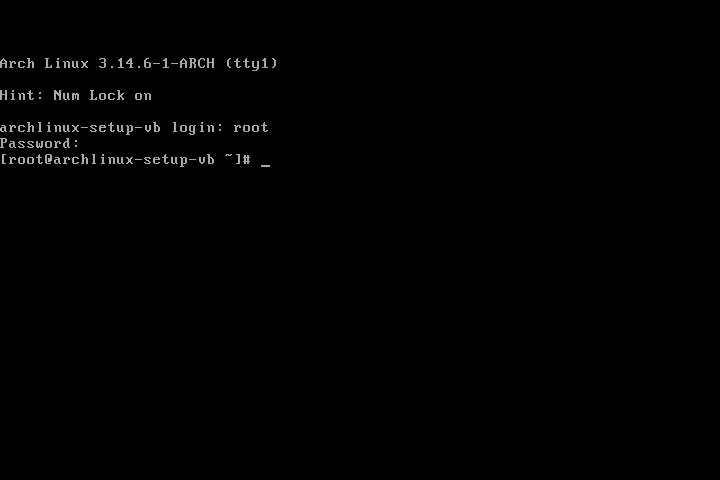 Arch Linux 3.14.6-1-ARCH (tty1)
Hint: Num Lock on
archlinux-setup-vb login: root
Password:
[root@archlinux-setup-vb ~]# _